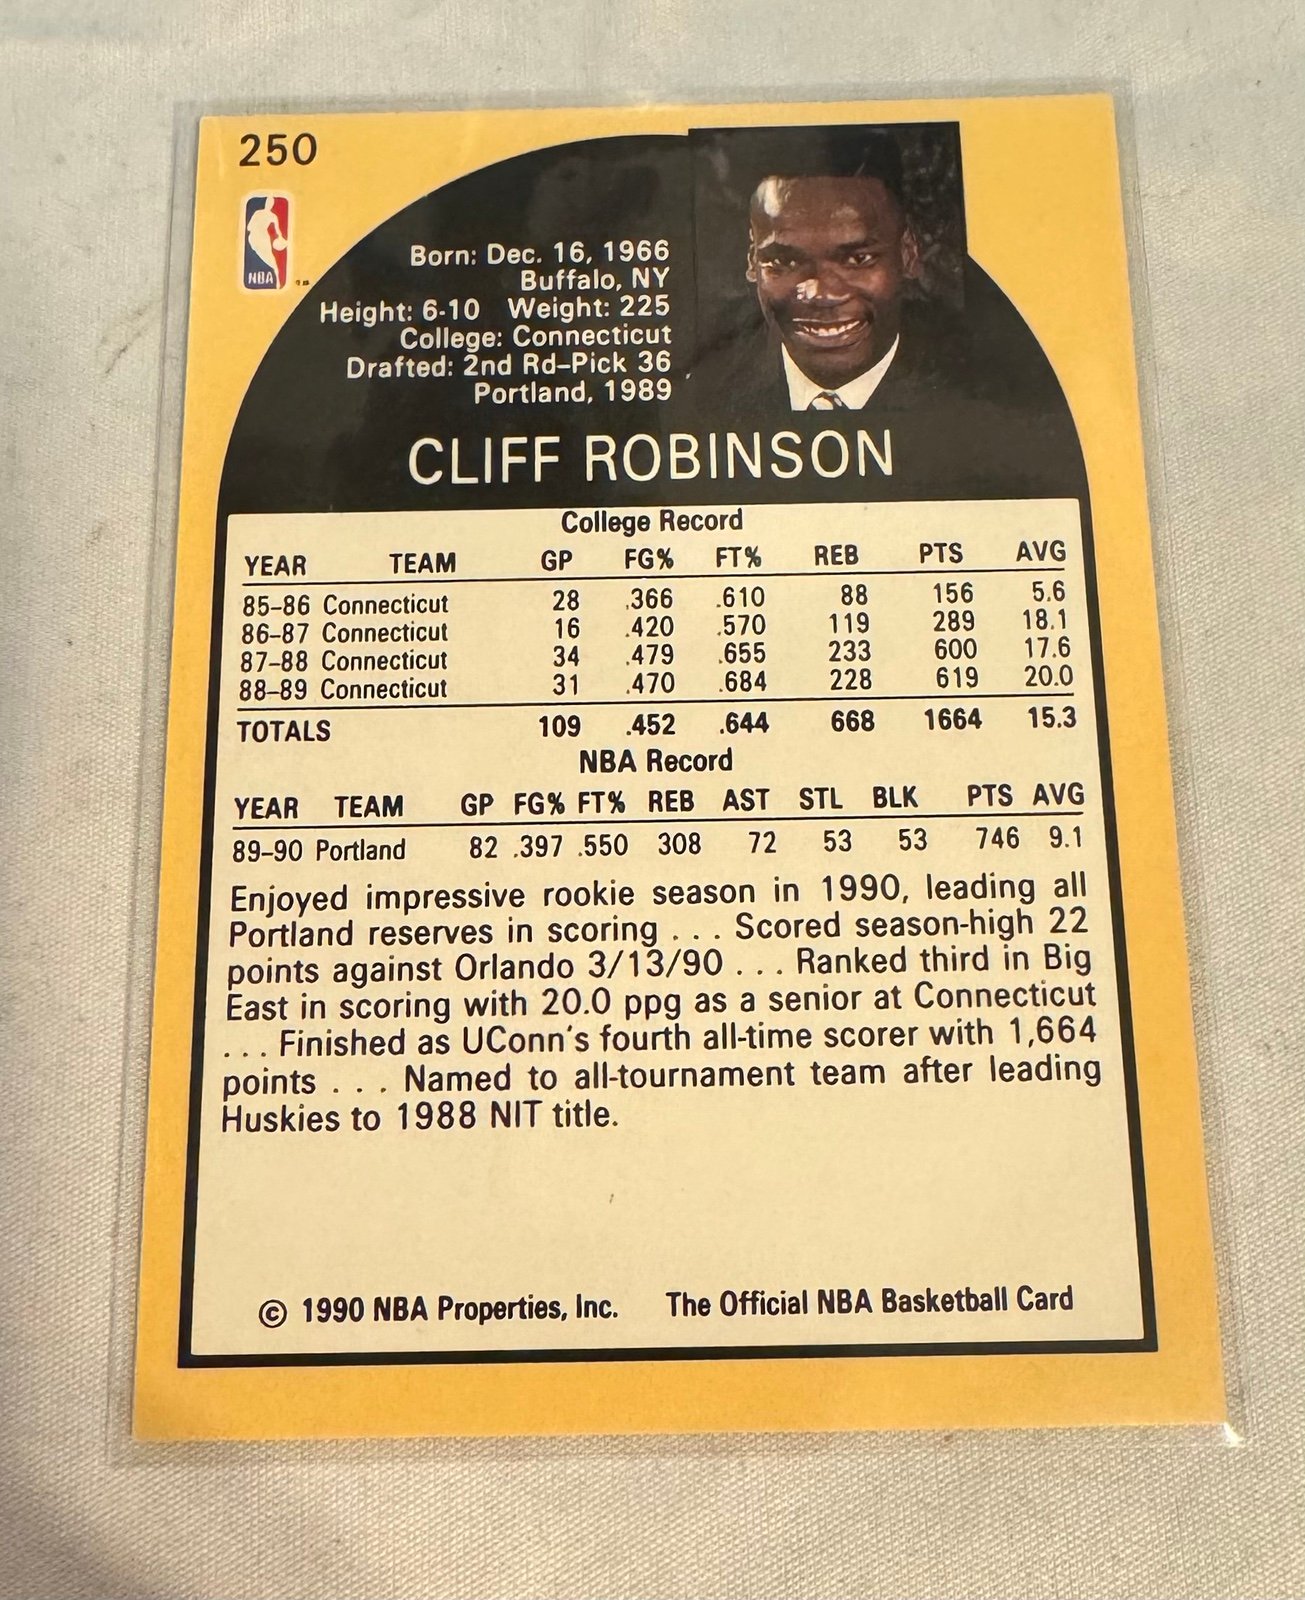 250
NBA
Born: Dec. 16, 1966
Buffalo, NY
Height: 6-10 Weight: 225
College: Connecticut
Drafted: 2nd Rd–Pick 36
Portland, 1989
CLIFF ROBINSON
College Record
YEAR TEAM GP FG% FT% REB PTS AVG
85–86 Connecticut 28 .366 .610 88 156 5.6
86–87 Connecticut 16 .420 .570 119 289 18.1
87–88 Connecticut 34 .479 .655 233 600 17.6
88–89 Connecticut 31 .470 .684 228 619 20.0
TOTALS 109 .452 .644 668 1664 15.3
NBA Record
YEAR TEAM GP FG% FT% REB AST STL BLK PTS AVG
89–90 Portland 82 .397 .550 308 72 53 53 746 9.1
Enjoyed impressive rookie season in 1990, leading all
Portland reserves in scoring . . . Scored season-high 22
points against Orlando 3/13/90 . . . Ranked third in Big
East in scoring with 20.0 ppg as a senior at Connecticut
. . . Finished as UConn's fourth all-time scorer with 1,664
points . . . Named to all-tournament team after leading
Huskies to 1988 NIT title.
© 1990 NBA Properties, Inc. The Official NBA Basketball Card